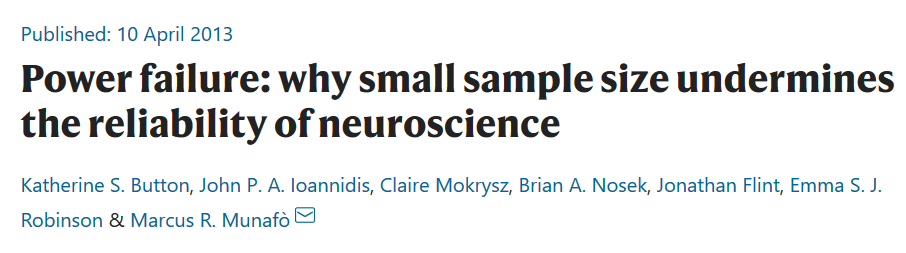 Published: 10 April 2013
Power failure: why small sample size undermines
the reliability of neuroscience
Katherine S. Button, John P. A. Ioannidis, Claire Mokrysz, Brian A. Nosek, Jonathan Flint, Emma S. J.
Robinson & Marcus R. Munafò